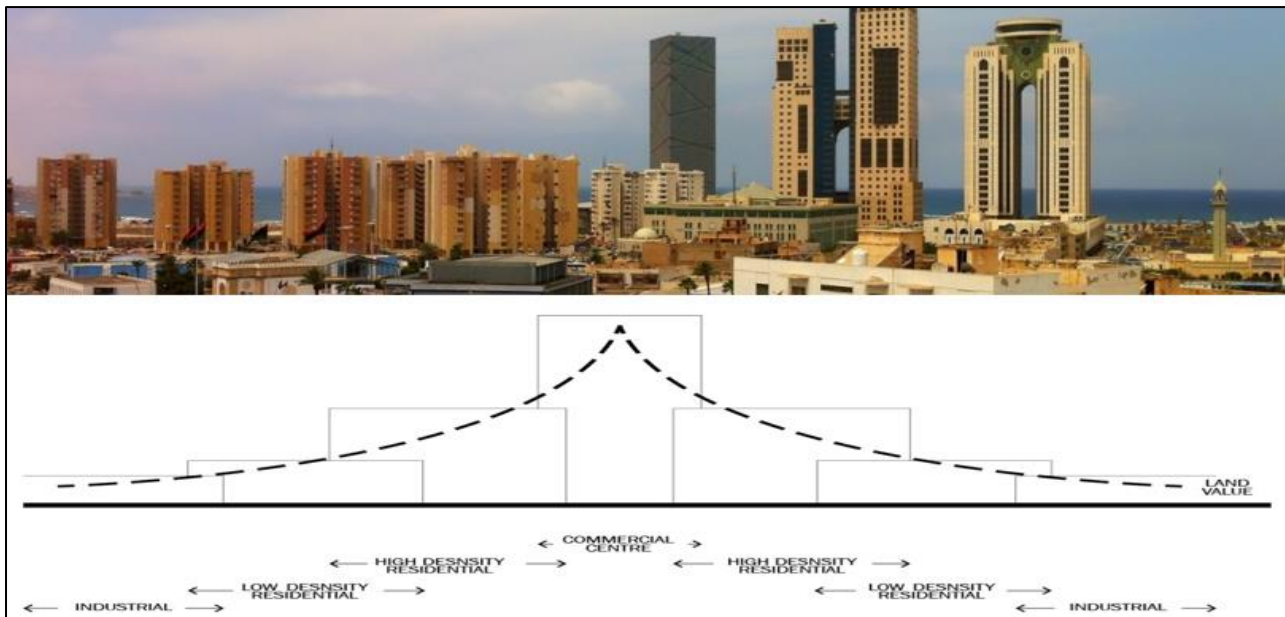 LAND
VALUE
COMMERCIAL
CENTRE
HIGH DESNSITY
RESIDENTIAL
HIGH DESNSITY
RESIDENTIAL
LOW DESNSITY
RESIDENTIAL
LOW DESNSITY
RESIDENTIAL
INDUSTRIAL
INDUSTRIAL